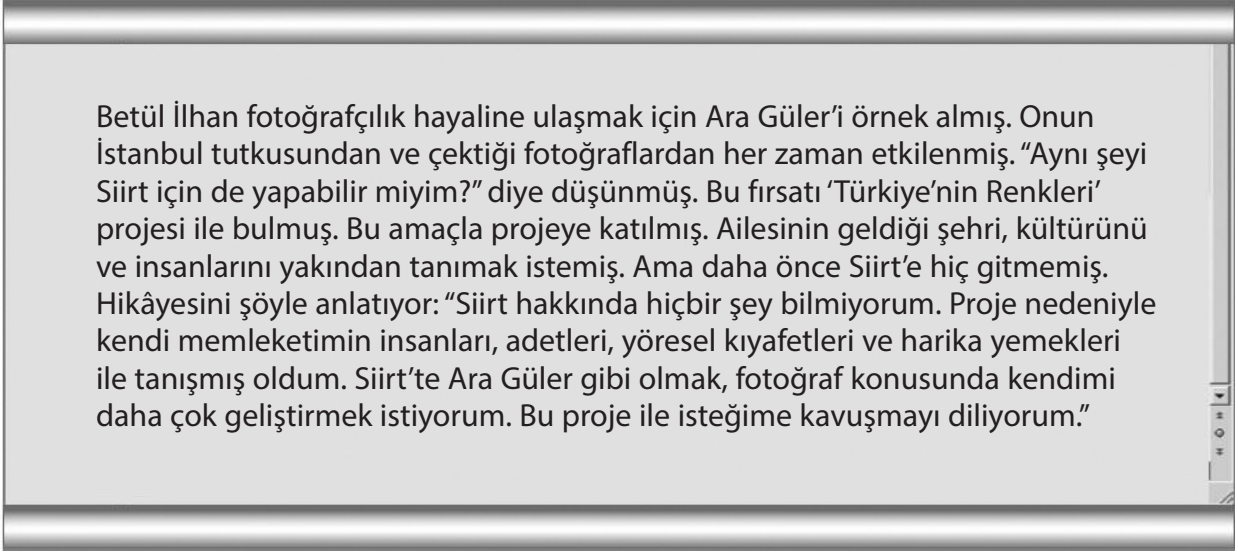 Betül İlhan fotoğrafçılık hayaline ulaşmak için Ara Güler’i örnek almış. Onun
İstanbul tutkusundan ve çektiği fotoğraflardan her zaman etkilenmiş. “Aynı şeyi
Siirt için de yapabilir miyim?” diye düşünmüş. Bu fırsatı ‘Türkiye’nin Renkleri’
projesi ile bulmuş. Bu amaçla projeye katılmış. Ailesinin geldiği şehri, kültürünü
ve insanlarını yakından tanımak istemiş. Ama daha önce Siirt’e hiç gitmemiş.
Hikâyesini şöyle anlatıyor: “Siirt hakkında hiçbir şey bilmiyorum. Proje nedeniyle
kendi memleketimin insanları, adetleri, yöresel kıyafetleri ve harika yemekleri
ile tanışmış oldum. Siirt’te Ara Güler gibi olmak, fotoğraf konusunda kendimi
daha çok geliştirmek istiyorum. Bu proje ile isteğime kavuşmayı diliyorum.”